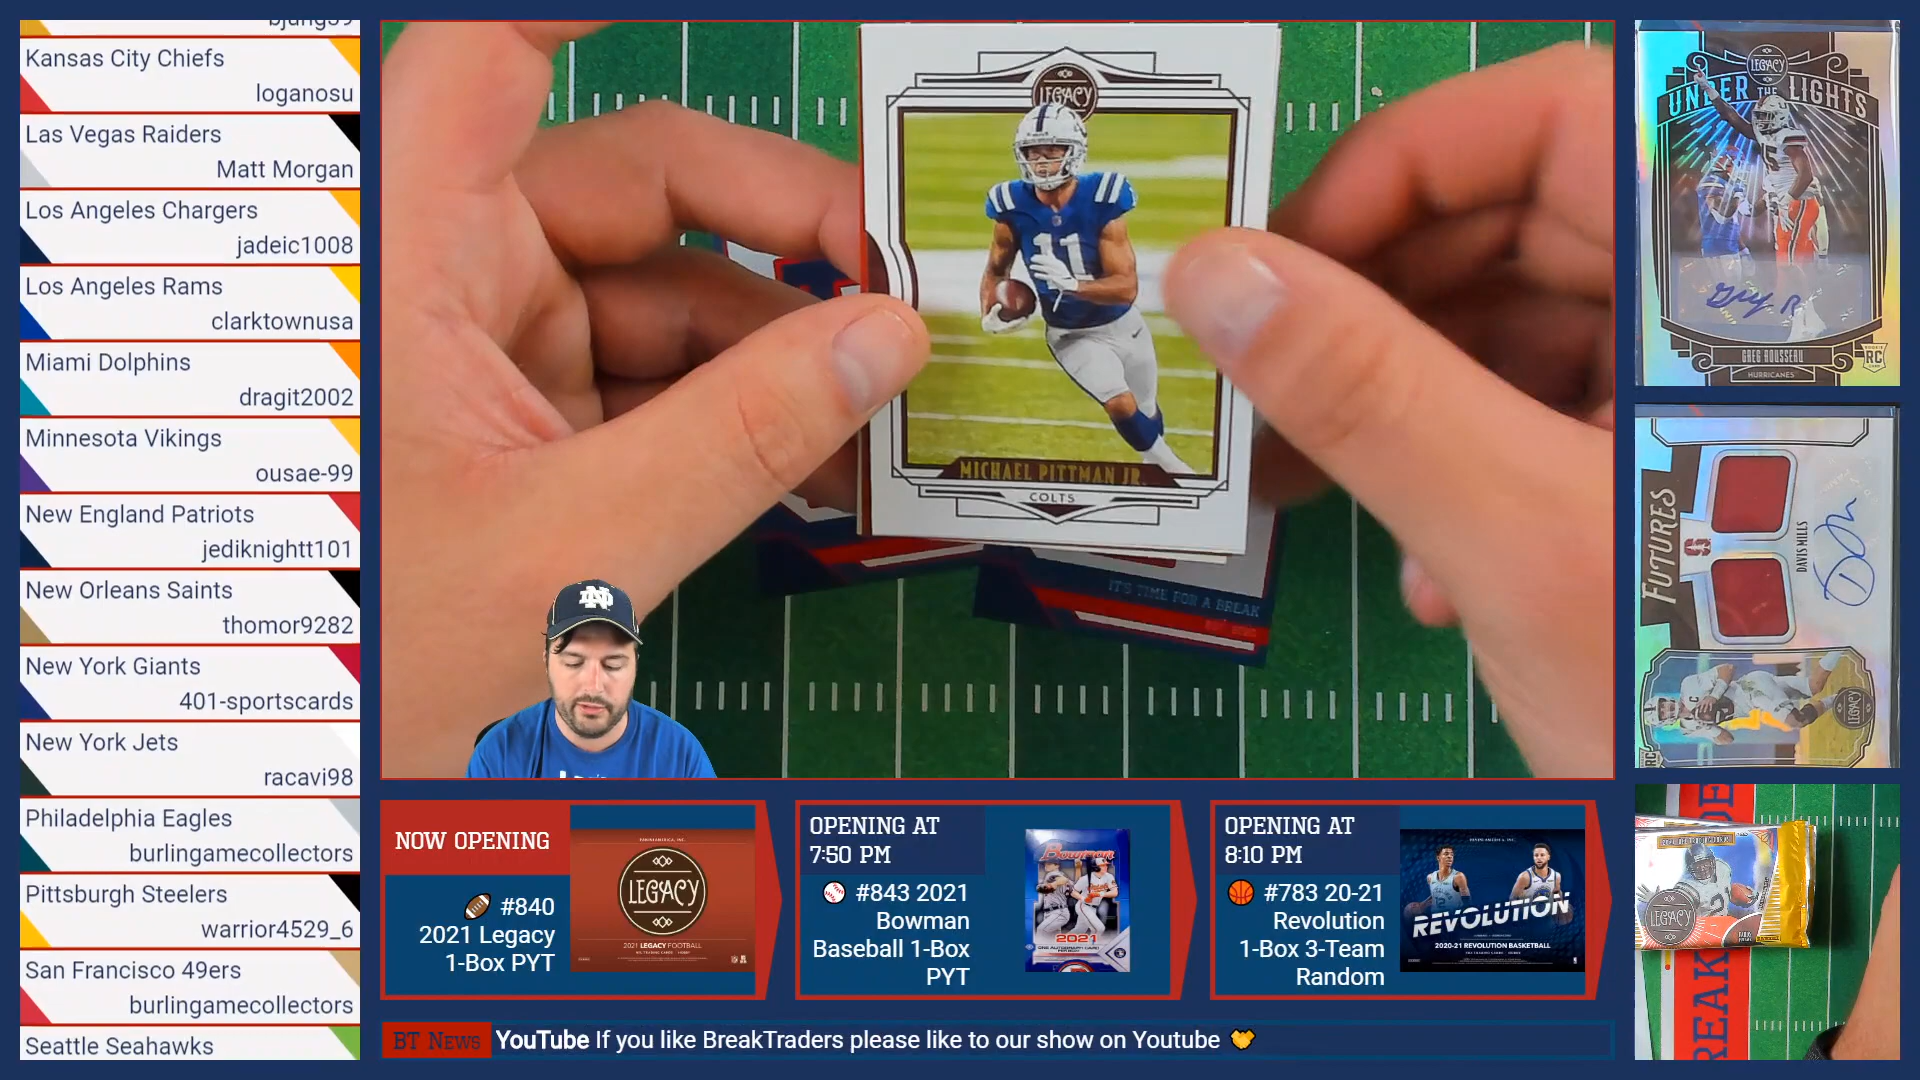 Kansas City Chiefs
loganosu
Las Vegas Raiders
Matt Morgan
Los Angeles Chargers
jadeic1008
Los Angeles Rams
clarktownusa
Miami Dolphins
dragit2002
Minnesota Vikings
ousae-99
New England Patriots
jediknightt101
New Orleans Saints
thomor9282
New York Giants
401-sportscards
New York Jets
racavi98
Philadelphia Eagles
burlingamecollectors
Pittsburgh Steelers
warrior4529_6
San Francisco 49ers
burlingamecollectors
Seattle Seahawks
LEGACY
11
MICHAEL PITTMAN JR.
COLTS
IT'S TIME FOR A BREAK
NOW OPENING
#840
2021 Legacy
1-Box PYT
LEGACY
2021 LEGACY FOOTBALL
OPENING AT
7:50 PM
#843 2021
Bowman
Baseball 1-Box
PYT
Bowman
2021
OPENING AT
8:10 PM
#783 20-21
Revolution
1-Box 3-Team
Random
REVOLUTION
2020-21 REVOLUTION BASKETBALL
BT News
YouTube If you like BreakTraders please like to our show on Youtube
LEGACY
UNDER THE LIGHTS
GREG ROUSSEAU
RC
HURRICANES
FUTURES
DAVIS MILLS
LEGACY
RC
LEGACY
BREAK